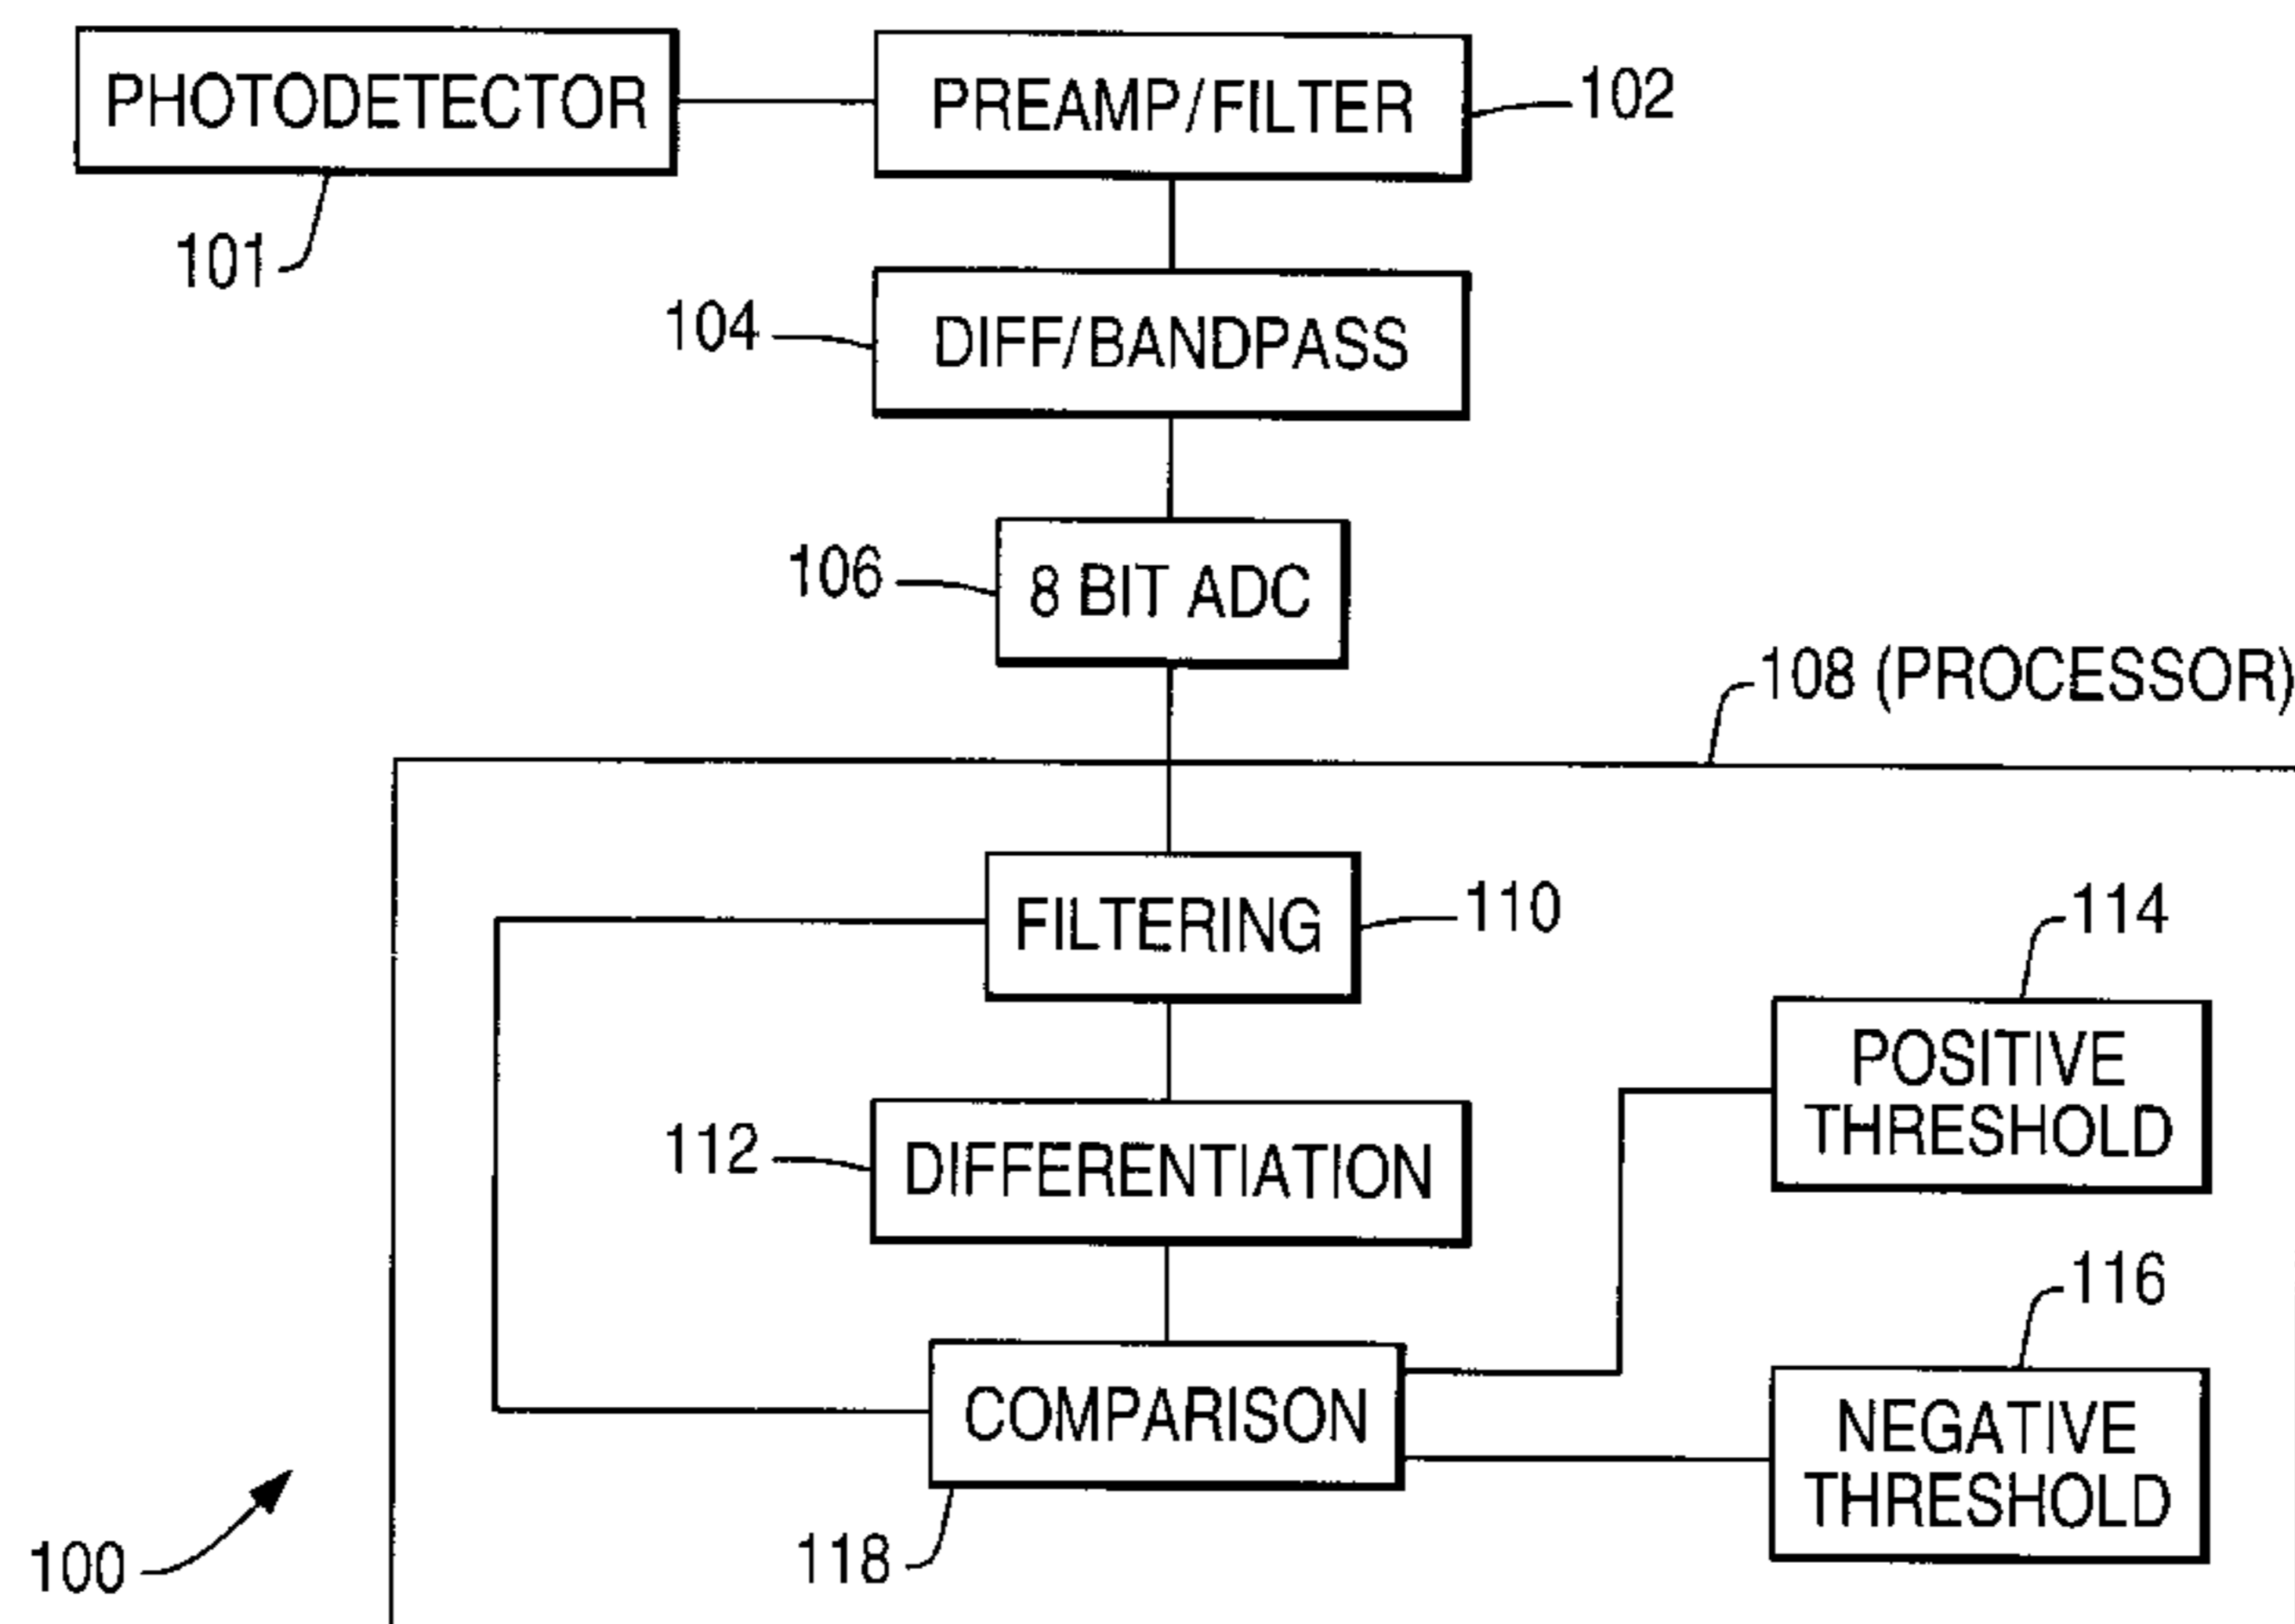 PHOTODETECTOR
PREAMP/FILTER
102
101
104
DIFF/BANDPASS
106
8 BIT ADC
108 (PROCESSOR)
FILTERING
110
114
POSITIVE
THRESHOLD
112
DIFFERENTIATION
116
COMPARISON
NEGATIVE
THRESHOLD
118
100